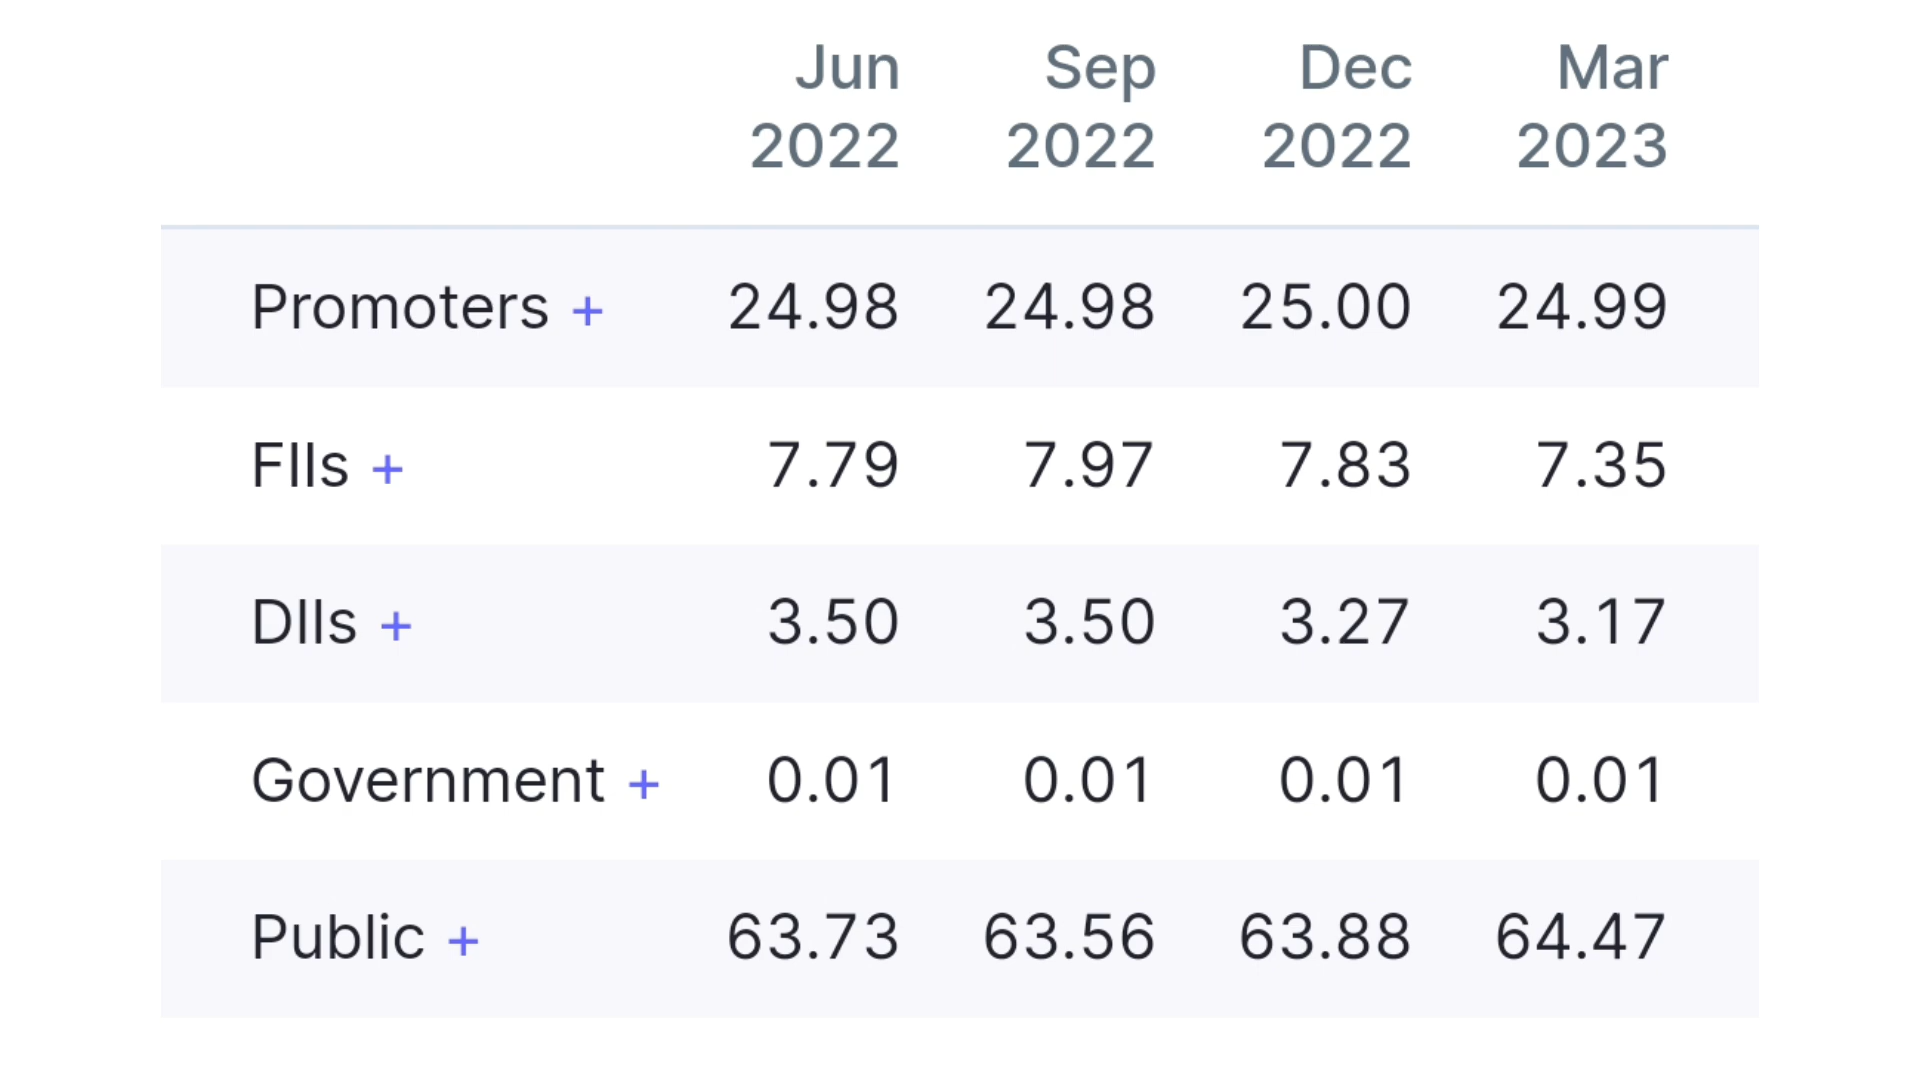 Jun Sep Dec Mar
2022 2022 2022 2023
Promoters + 24.98 24.98 25.00 24.99
FIIs + 7.79 7.97 7.83 7.35
DIIs + 3.50 3.50 3.27 3.17
Government + 0.01 0.01 0.01 0.01
Public + 63.73 63.56 63.88 64.47